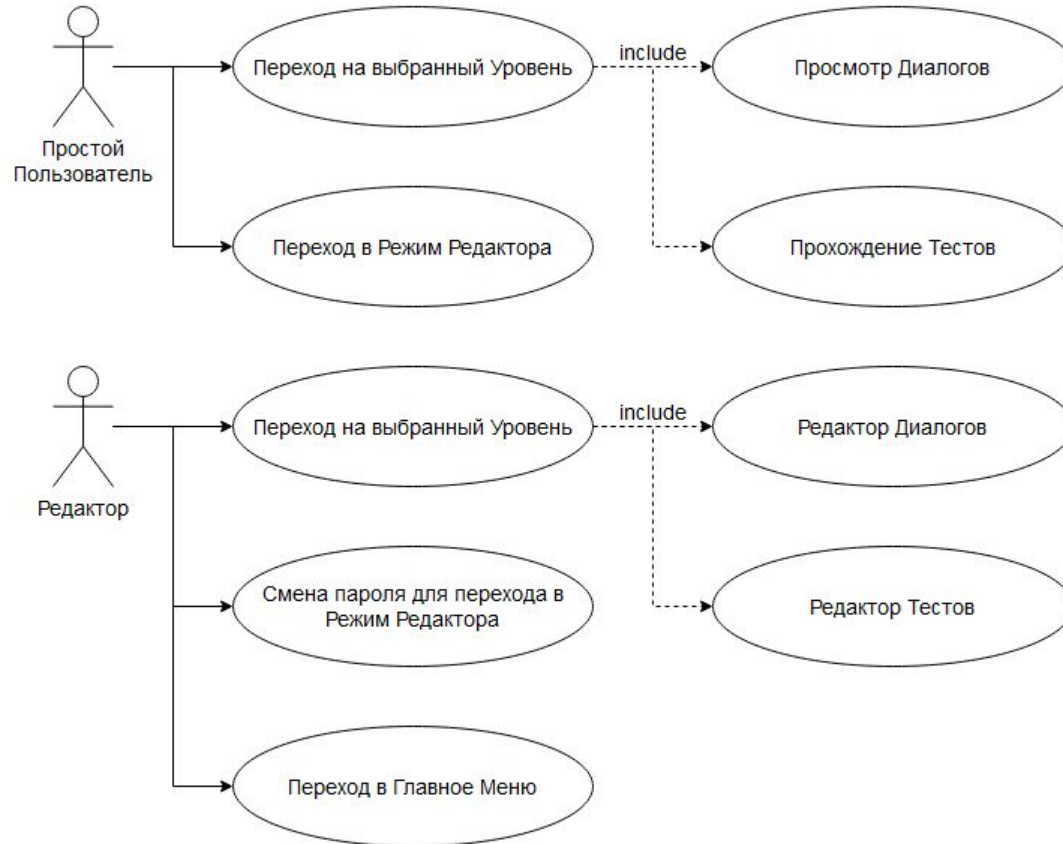 Переход на выбранный Уровень
include
Просмотр Диалогов
Простой
Пользователь
Переход в Режим Редактора
Прохождение Тестов
Переход на выбранный Уровень
include
Редактор Диалогов
Редактор
Смена пароля для перехода в
Режим Редактора
Редактор Тестов
Переход в Главное Меню